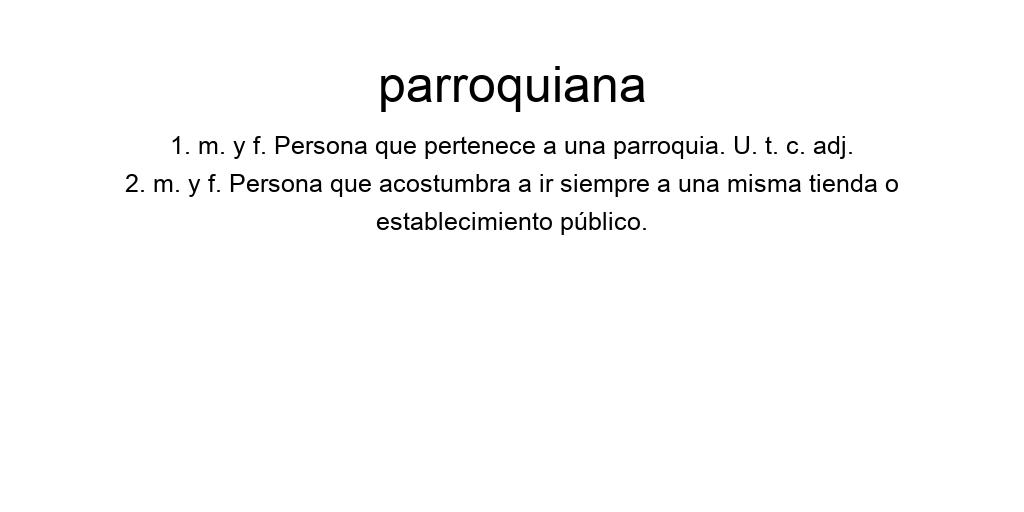 parroquiana
1. m. y f. Persona que pertenece a una parroquia. U. t. c. adj.
2. m. y f. Persona que acostumbra a ir siempre a una misma tienda o
establecimiento público.